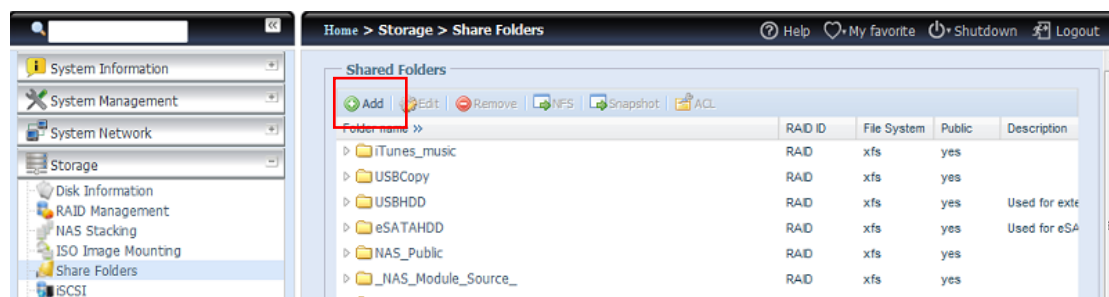 Home > Storage > Share Folders
Help My favorite Shutdown Logout
System Information
System Management
System Network
Storage
Disk Information
RAID Management
NAS Stacking
ISO Image Mounting
Share Folders
iSCSI
Shared Folders
Add Edit Remove NFS Snapshot ACL
Folder name » RAID ID File System Public Description
iTunes_music RAID xfs yes
USBCopy RAID xfs yes
USBHDD RAID xfs yes Used for exte
eSATAHDD RAID xfs yes Used for eSA
NAS_Public RAID xfs yes
_NAS_Module_Source_ RAID xfs yes